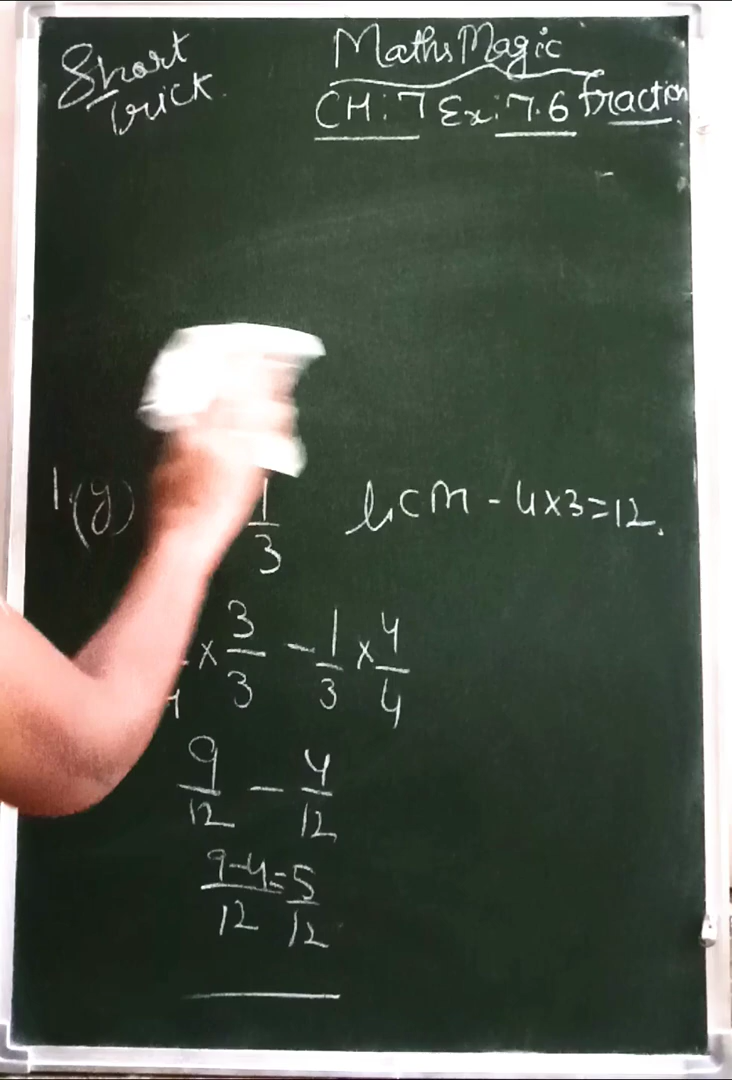 Short trick
Maths Magic
CH: 7 Ex: 7.6 fraction
1(y) 1/3 LCM - 4x3=12.
x 3/3 - 1/3 x 4/4
9/12 - 4/12
9-4/12 = 5/12